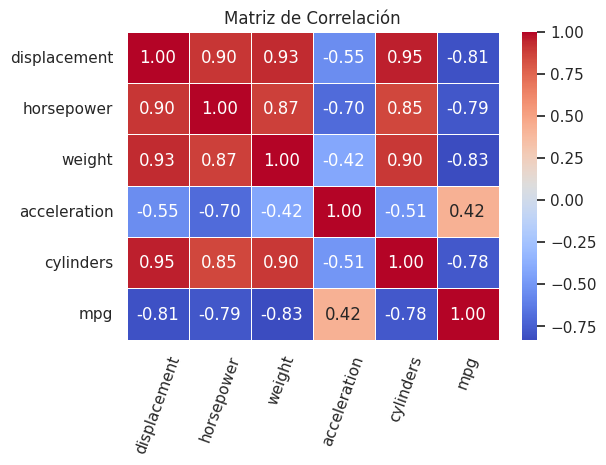 Matriz de Correlación
displacement 1.00 0.90 0.93 -0.55 0.95 -0.81
horsepower 0.90 1.00 0.87 -0.70 0.85 -0.79
weight 0.93 0.87 1.00 -0.42 0.90 -0.83
acceleration -0.55 -0.70 -0.42 1.00 -0.51 0.42
cylinders 0.95 0.85 0.90 -0.51 1.00 -0.78
mpg -0.81 -0.79 -0.83 0.42 -0.78 1.00
displacement horsepower weight acceleration cylinders mpg
1.00
0.75
0.50
0.25
0.00
−0.25
−0.50
−0.75